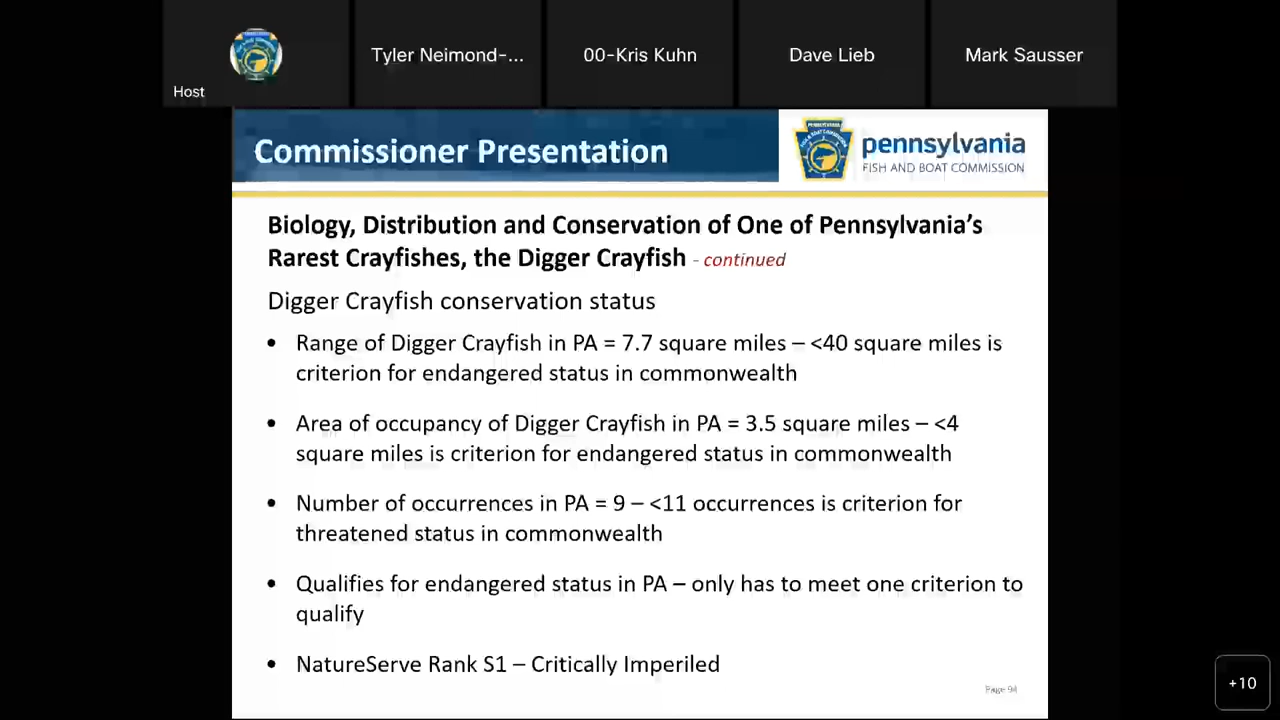 Host
Tyler Neimond-...
00-Kris Kuhn
Dave Lieb
Mark Sausser
Commissioner Presentation
pennsylvania
FISH AND BOAT COMMISSION
Biology, Distribution and Conservation of One of Pennsylvania's
Rarest Crayfishes, the Digger Crayfish - continued
Digger Crayfish conservation status
• Range of Digger Crayfish in PA = 7.7 square miles – <40 square miles is
criterion for endangered status in commonwealth
• Area of occupancy of Digger Crayfish in PA = 3.5 square miles – <4
square miles is criterion for endangered status in commonwealth
• Number of occurrences in PA = 9 – <11 occurrences is criterion for
threatened status in commonwealth
• Qualifies for endangered status in PA – only has to meet one criterion to
qualify
• NatureServe Rank S1 – Critically Imperiled
Page 94
+10